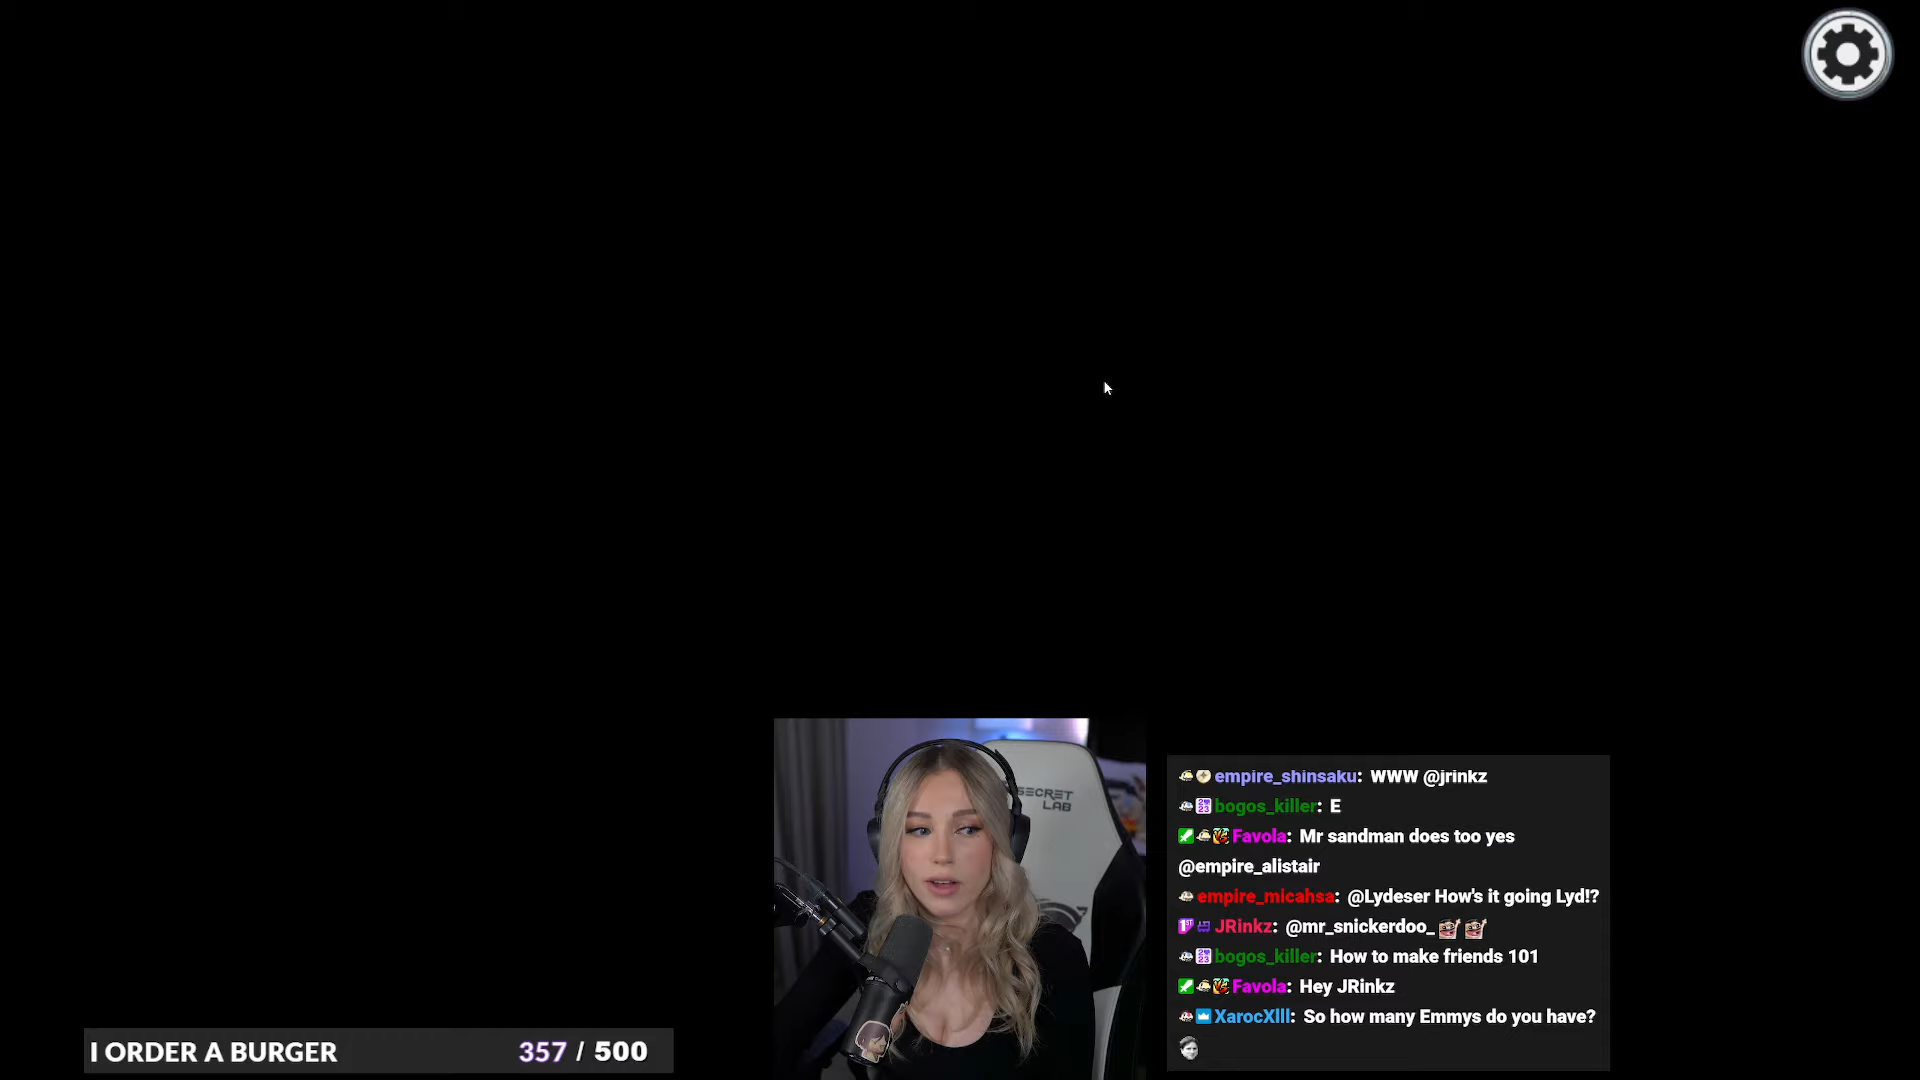 SECRET
LAB
empire_shinsaku: WWW @jrinkz
bogos_killer: E
Favola: Mr sandman does too yes
@empire_alistair
empire_micahsa: @Lydeser How's it going Lyd!?
JRinkz: @mr_snickerdoo_
bogos_killer: How to make friends 101
Favola: Hey JRinkz
XarocXlll: So how many Emmys do you have?
I ORDER A BURGER 357 / 500